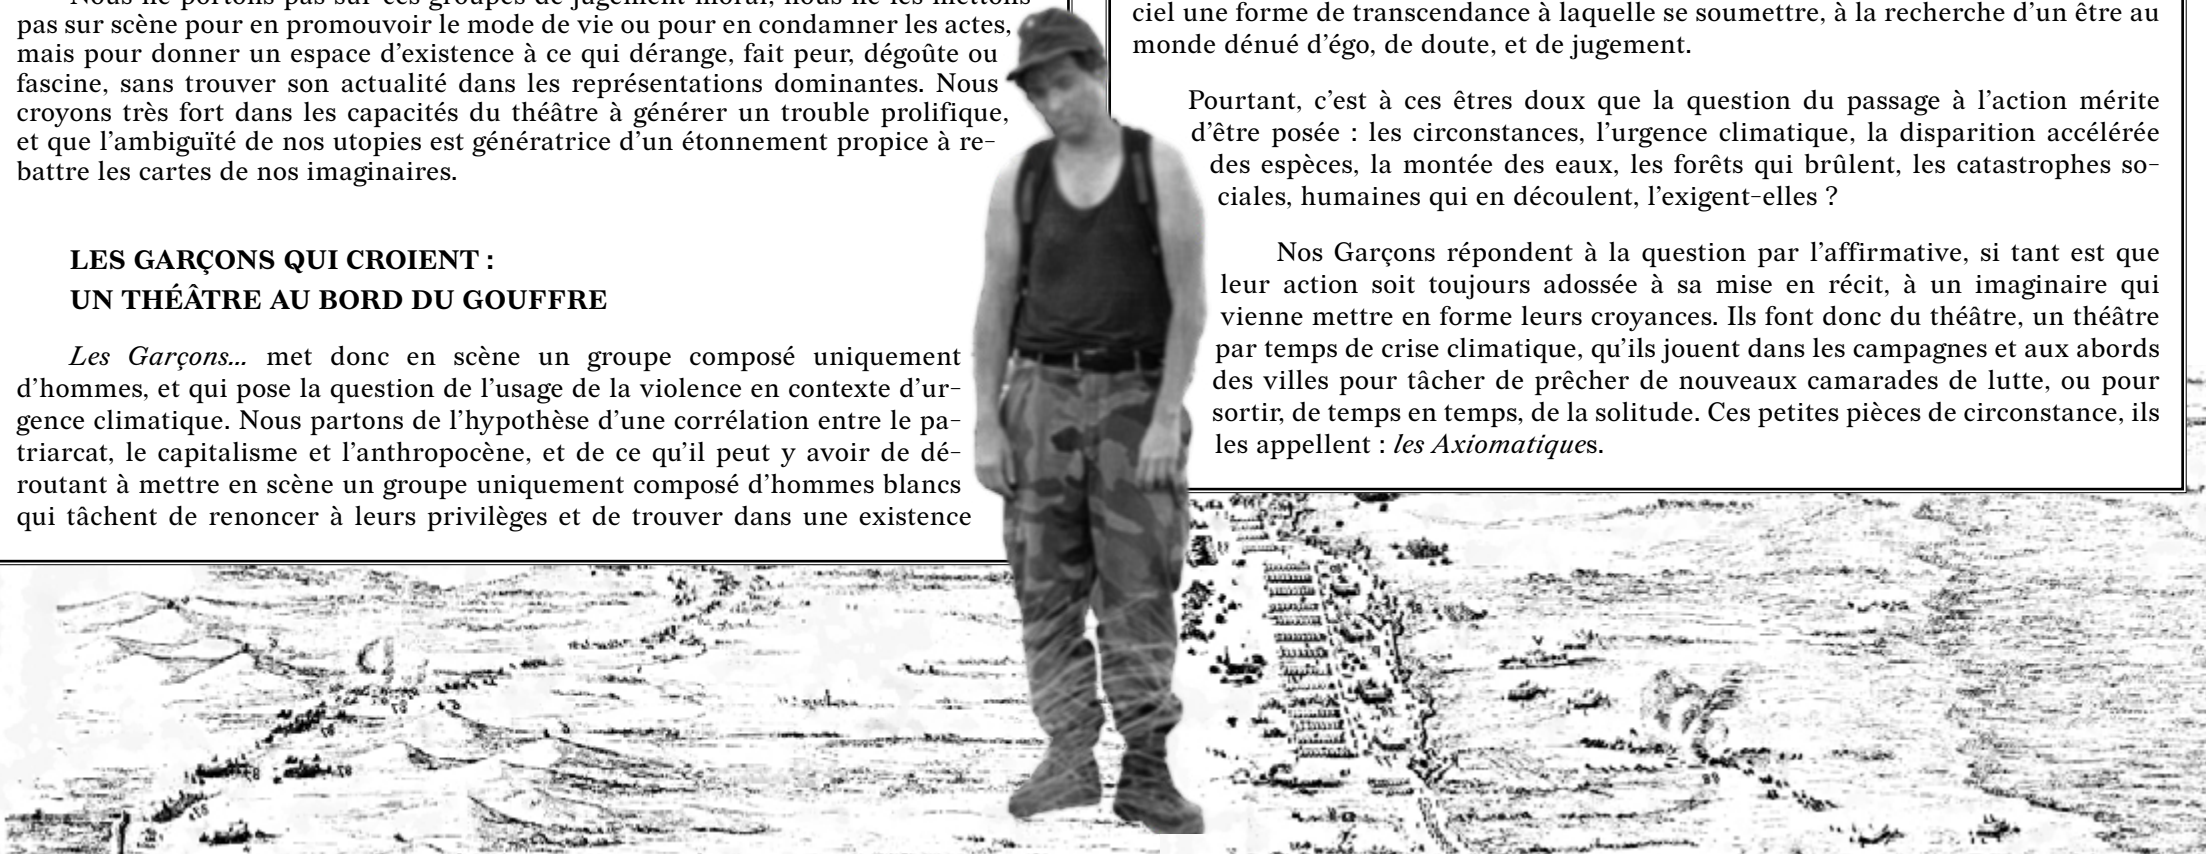 Nous ne portons pas sur ces groupes de jugement moral, nous ne les mettons
pas sur scène pour en promouvoir le mode de vie ou pour en condamner les actes,
mais pour donner un espace d'existence à ce qui dérange, fait peur, dégoûte ou
fascine, sans trouver son actualité dans les représentations dominantes. Nous
croyons très fort dans les capacités du théâtre à générer un trouble prolifique,
et que l'ambiguïté de nos utopies est génératrice d'un étonnement propice à re-
battre les cartes de nos imaginaires.
LES GARÇONS QUI CROIENT :
UN THÉÂTRE AU BORD DU GOUFFRE
Les Garçons... met donc en scène un groupe composé uniquement
d'hommes, et qui pose la question de l'usage de la violence en contexte d'ur-
gence climatique. Nous partons de l'hypothèse d'une corrélation entre le pa-
triarcat, le capitalisme et l'anthropocène, et de ce qu'il peut y avoir de dé-
routant à mettre en scène un groupe uniquement composé d'hommes blancs
qui tâchent de renoncer à leurs privilèges et de trouver dans une existence
ciel une forme de transcendance à laquelle se soumettre, à la recherche d'un être au
monde dénué d'égo, de doute, et de jugement.
Pourtant, c'est à ces êtres doux que la question du passage à l'action mérite
d'être posée : les circonstances, l'urgence climatique, la disparition accélérée
des espèces, la montée des eaux, les forêts qui brûlent, les catastrophes so-
ciales, humaines qui en découlent, l'exigent-elles ?
Nos Garçons répondent à la question par l'affirmative, si tant est que
leur action soit toujours adossée à sa mise en récit, à un imaginaire qui
vienne mettre en forme leurs croyances. Ils font donc du théâtre, un théâtre
par temps de crise climatique, qu'ils jouent dans les campagnes et aux abords
des villes pour tâcher de prêcher de nouveaux camarades de lutte, ou pour
sortir, de temps en temps, de la solitude. Ces petites pièces de circonstance, ils
les appellent : les Axiomatiques.